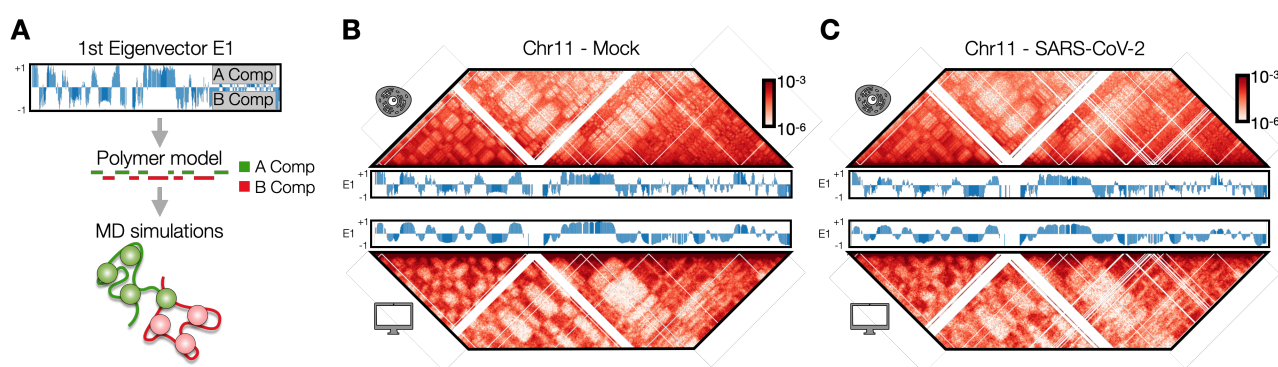 A
1st Eigenvector E1
+1
A Comp
B Comp
-1
Polymer model
A Comp
B Comp
MD simulations
B
Chr11 - Mock
10-3
10-6
E1
+1
-1
E1
+1
-1
C
Chr11 - SARS-CoV-2
10-3
10-6
E1
+1
-1
E1
+1
-1